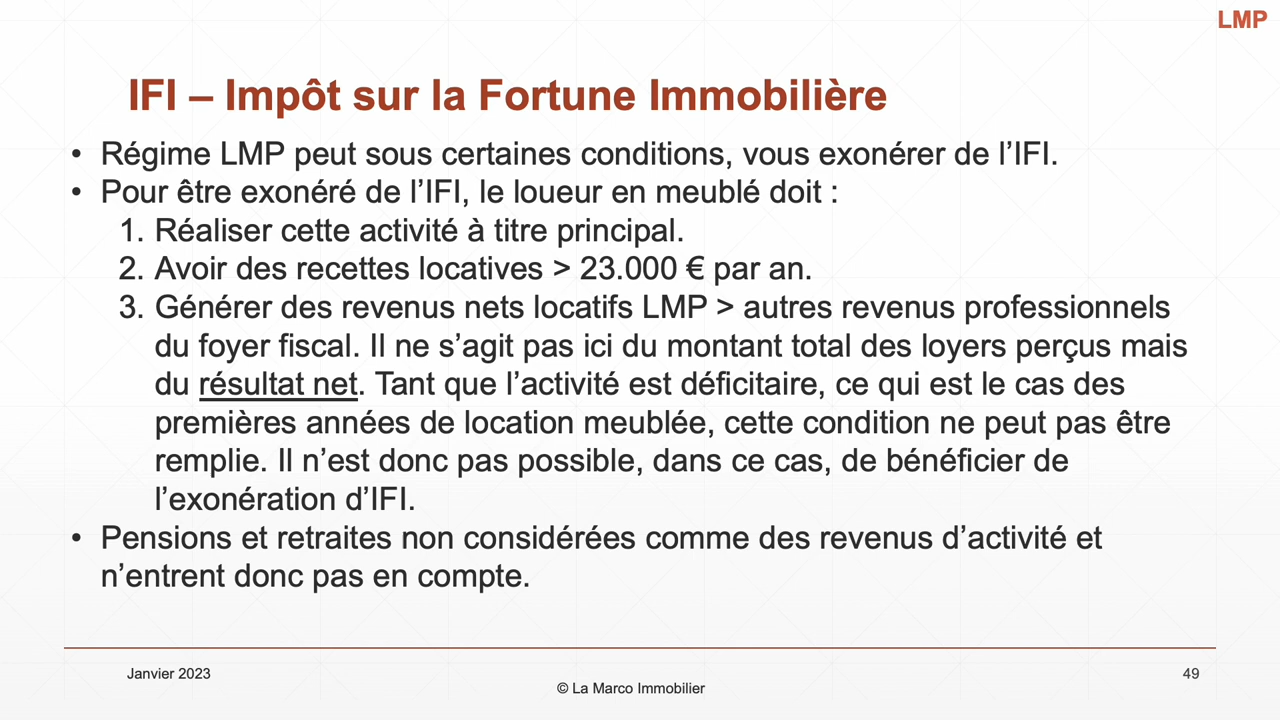 LMP
IFI – Impôt sur la Fortune Immobilière
• Régime LMP peut sous certaines conditions, vous exonérer de l’IFI.
• Pour être exonéré de l’IFI, le loueur en meublé doit :
1. Réaliser cette activité à titre principal.
2. Avoir des recettes locatives > 23.000 € par an.
3. Générer des revenus nets locatifs LMP > autres revenus professionnels
du foyer fiscal. Il ne s’agit pas ici du montant total des loyers perçus mais
du résultat net. Tant que l’activité est déficitaire, ce qui est le cas des
premières années de location meublée, cette condition ne peut pas être
remplie. Il n’est donc pas possible, dans ce cas, de bénéficier de
l’exonération d’IFI.
• Pensions et retraites non considérées comme des revenus d’activité et
n’entrent donc pas en compte.
Janvier 2023
49
© La Marco Immobilier